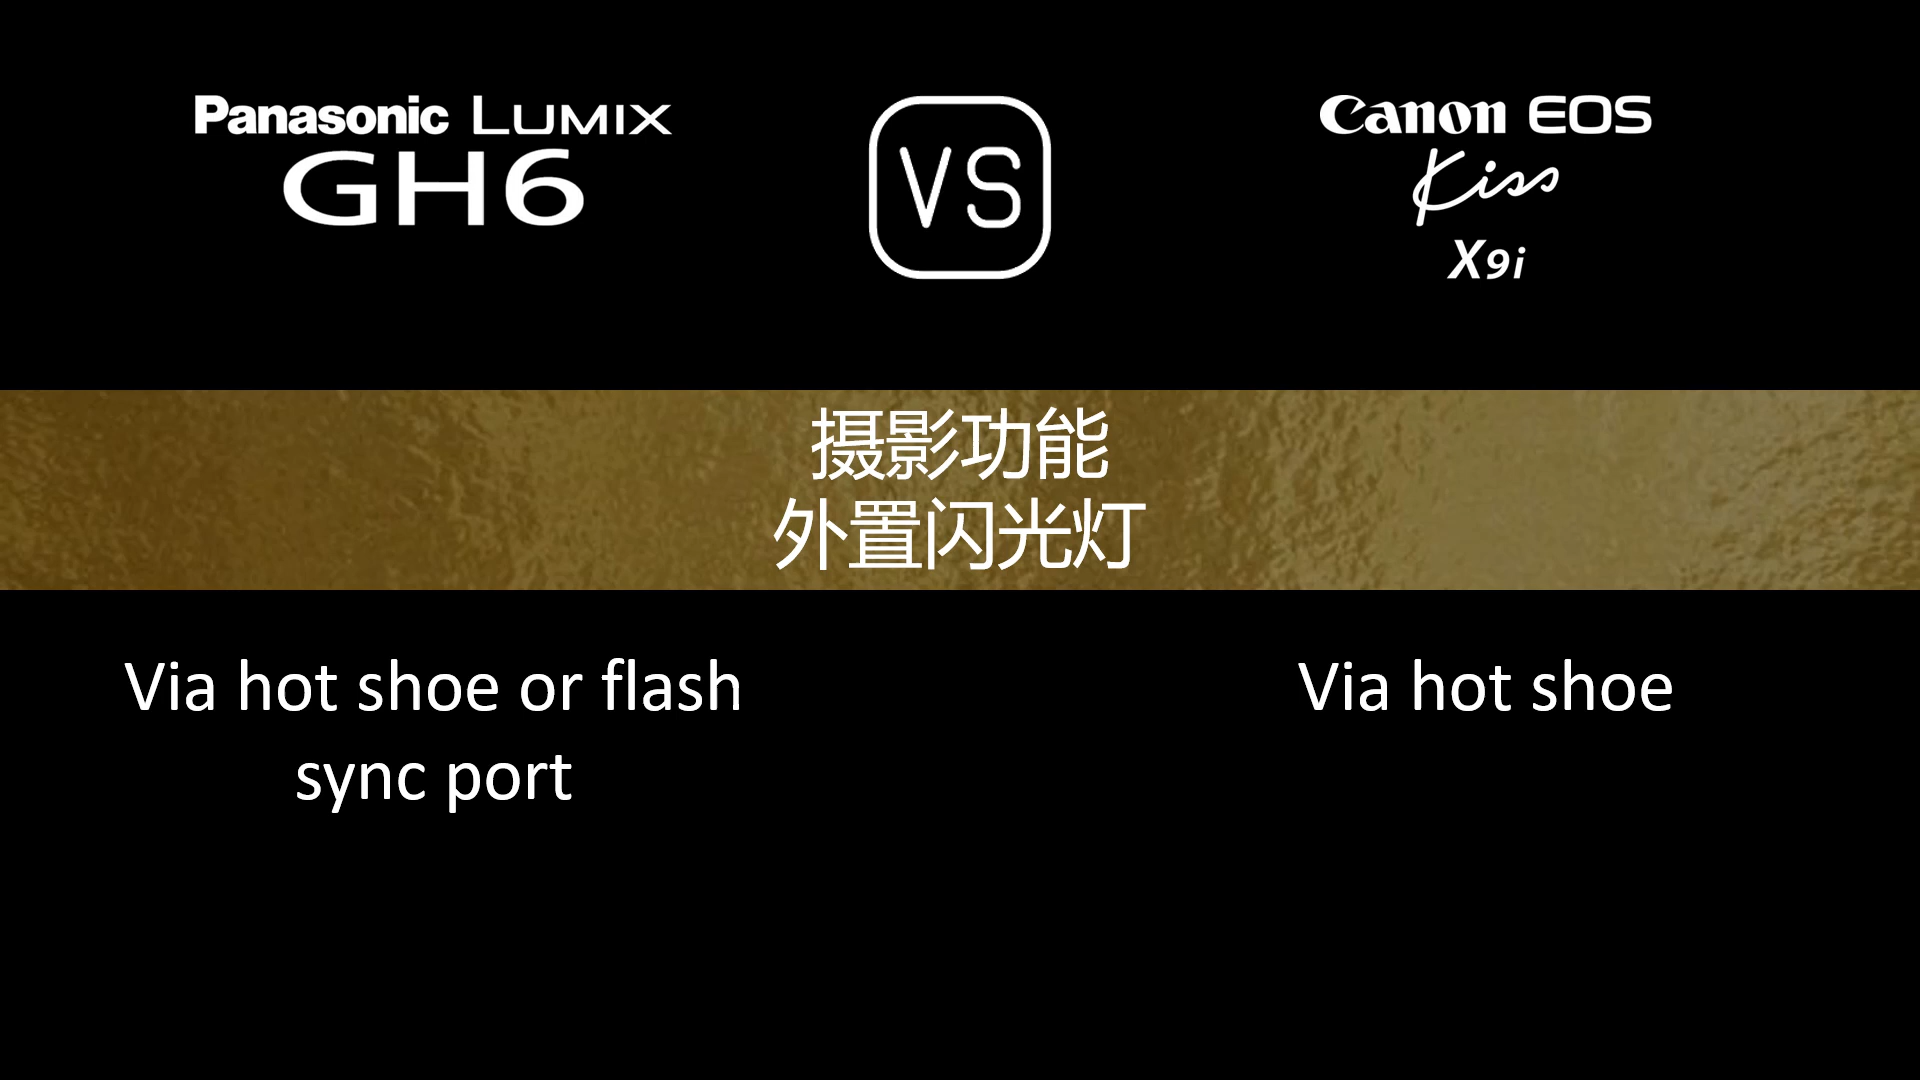 Panasonic LUMIX
GH6
VS
Canon EOS
Kiss
X9i
摄影功能
外置闪光灯
Via hot shoe or flash
sync port
Via hot shoe